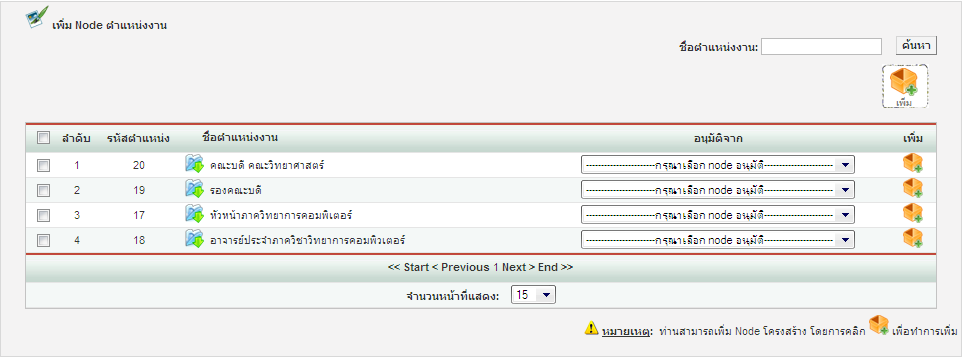 เพิ่ม Node ตำแหน่งงาน
ชื่อตำแหน่งงาน: ค้นหา
เพิ่ม
ลำดับ รหัสตำแหน่ง ชื่อตำแหน่งงาน อนุมัติจาก เพิ่ม
1 20 คณะบดี คณะวิทยาศาสตร์ -----------------------กรุณาเลือก node อนุมัติ-----------------------
2 19 รองคณะบดี -----------------------กรุณาเลือก node อนุมัติ-----------------------
3 17 หัวหน้าภาควิทยาการคอมพิเตอร์ -----------------------กรุณาเลือก node อนุมัติ-----------------------
4 18 อาจารย์ประจำภาควิชาวิทยาการคอมพิวเตอร์ -----------------------กรุณาเลือก node อนุมัติ-----------------------
<< Start < Previous 1 Next > End >>
จำนวนหน้าที่แสดง: 15
หมายเหตุ: ท่านสามารถเพิ่ม Node โครงสร้าง โดยการคลิก เพื่อทำการเพิ่ม